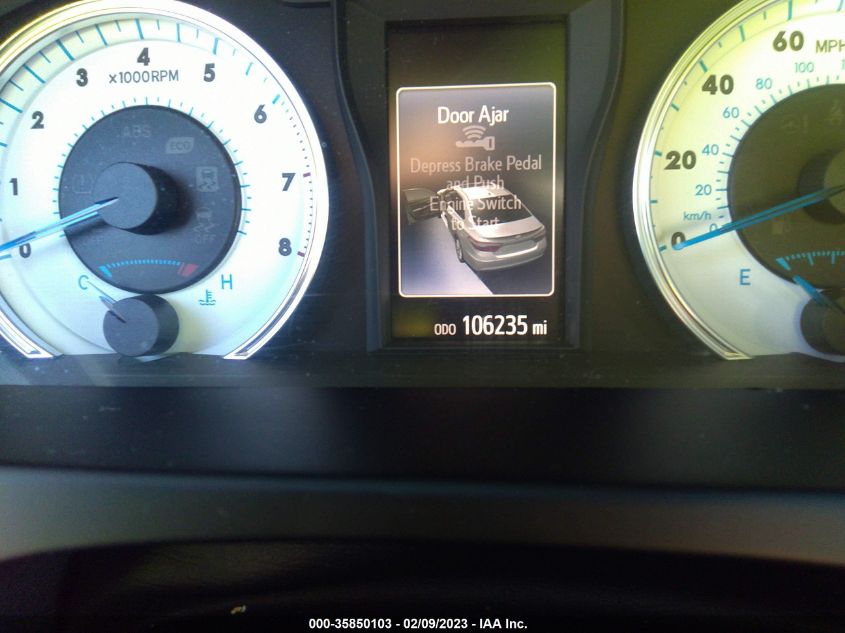 4
3
5
x1000RPM
2
6
1
7
0
8
ABS
ECO
OFF
C
H
Door Ajar
Depress Brake Pedal
and Push
Engine Switch
to Start
ODO 106235 mi
60
MPH
80
100
40
60
20
40
20
km/h
0
0
E
000-35850103 - 02/09/2023 - IAA Inc.